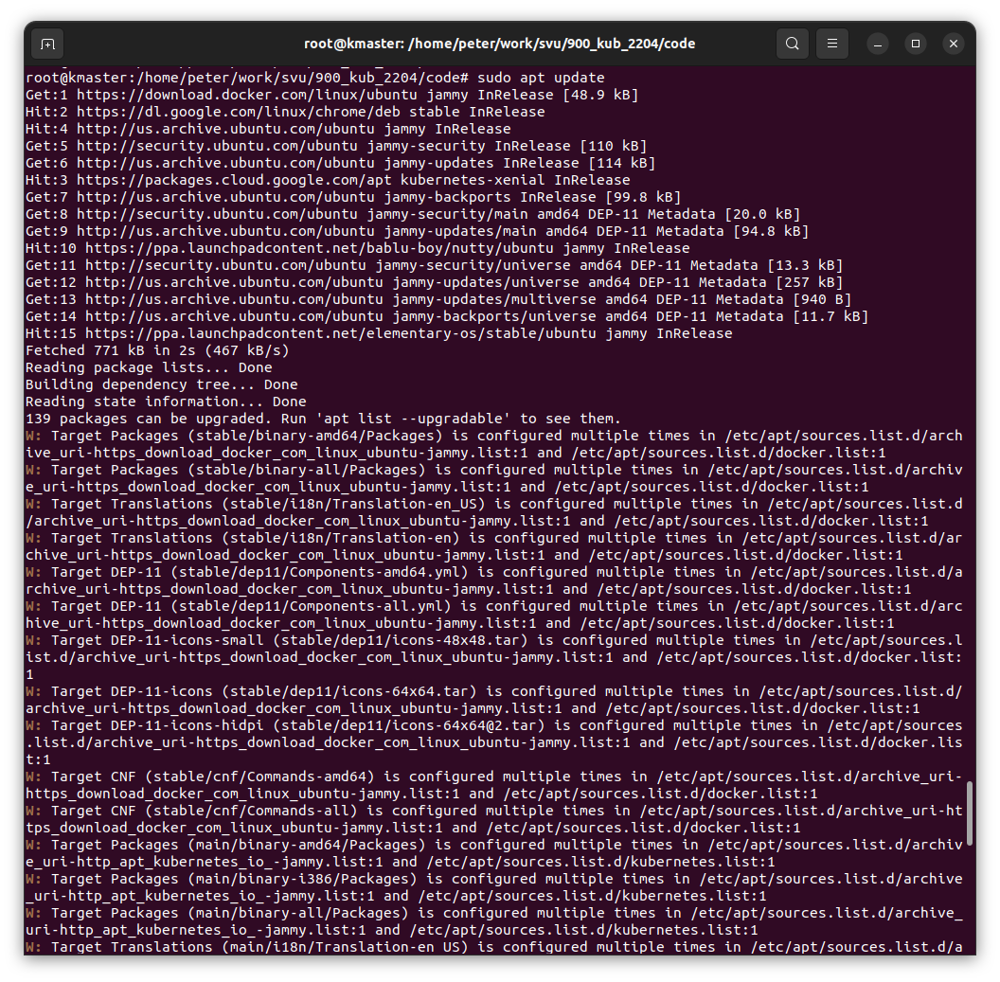 root@kmaster: /home/peter/work/svu/900_kub_2204/code
root@kmaster:/home/peter/work/svu/900_kub_2204/code# sudo apt update
Get:1 https://download.docker.com/linux/ubuntu jammy InRelease [48.9 kB]
Hit:2 https://dl.google.com/linux/chrome/deb stable InRelease
Hit:4 http://us.archive.ubuntu.com/ubuntu jammy InRelease
Get:5 http://security.ubuntu.com/ubuntu jammy-security InRelease [110 kB]
Get:6 http://us.archive.ubuntu.com/ubuntu jammy-updates InRelease [114 kB]
Hit:3 https://packages.cloud.google.com/apt kubernetes-xenial InRelease
Get:7 http://us.archive.ubuntu.com/ubuntu jammy-backports InRelease [99.8 kB]
Get:8 http://security.ubuntu.com/ubuntu jammy-security/main amd64 DEP-11 Metadata [20.0 kB]
Get:9 http://us.archive.ubuntu.com/ubuntu jammy-updates/main amd64 DEP-11 Metadata [94.8 kB]
Hit:10 https://ppa.launchpadcontent.net/bablu-boy/nutty/ubuntu jammy InRelease
Get:11 http://security.ubuntu.com/ubuntu jammy-security/universe amd64 DEP-11 Metadata [13.3 kB]
Get:12 http://us.archive.ubuntu.com/ubuntu jammy-updates/universe amd64 DEP-11 Metadata [257 kB]
Get:13 http://us.archive.ubuntu.com/ubuntu jammy-updates/multiverse amd64 DEP-11 Metadata [940 B]
Get:14 http://us.archive.ubuntu.com/ubuntu jammy-backports/universe amd64 DEP-11 Metadata [11.7 kB]
Hit:15 https://ppa.launchpadcontent.net/elementary-os/stable/ubuntu jammy InRelease
Fetched 771 kB in 2s (467 kB/s)
Reading package lists... Done
Building dependency tree... Done
Reading state information... Done
139 packages can be upgraded. Run 'apt list --upgradable' to see them.
W: Target Packages (stable/binary-amd64/Packages) is configured multiple times in /etc/apt/sources.list.d/arch
ive_uri-https_download_docker_com_linux_ubuntu-jammy.list:1 and /etc/apt/sources.list.d/docker.list:1
W: Target Packages (stable/binary-all/Packages) is configured multiple times in /etc/apt/sources.list.d/archiv
e_uri-https_download_docker_com_linux_ubuntu-jammy.list:1 and /etc/apt/sources.list.d/docker.list:1
W: Target Translations (stable/i18n/Translation-en_US) is configured multiple times in /etc/apt/sources.list.d
/archive_uri-https_download_docker_com_linux_ubuntu-jammy.list:1 and /etc/apt/sources.list.d/docker.list:1
W: Target Translations (stable/i18n/Translation-en) is configured multiple times in /etc/apt/sources.list.d/ar
chive_uri-https_download_docker_com_linux_ubuntu-jammy.list:1 and /etc/apt/sources.list.d/docker.list:1
W: Target DEP-11 (stable/dep11/Components-amd64.yml) is configured multiple times in /etc/apt/sources.list.d/a
rchive_uri-https_download_docker_com_linux_ubuntu-jammy.list:1 and /etc/apt/sources.list.d/docker.list:1
W: Target DEP-11 (stable/dep11/Components-all.yml) is configured multiple times in /etc/apt/sources.list.d/arc
hive_uri-https_download_docker_com_linux_ubuntu-jammy.list:1 and /etc/apt/sources.list.d/docker.list:1
W: Target DEP-11-icons-small (stable/dep11/icons-48x48.tar) is configured multiple times in /etc/apt/sources.l
ist.d/archive_uri-https_download_docker_com_linux_ubuntu-jammy.list:1 and /etc/apt/sources.list.d/docker.list:
1
W: Target DEP-11-icons (stable/dep11/icons-64x64.tar) is configured multiple times in /etc/apt/sources.list.d/
archive_uri-https_download_docker_com_linux_ubuntu-jammy.list:1 and /etc/apt/sources.list.d/docker.list:1
W: Target DEP-11-icons-hidpi (stable/dep11/icons-64x64@2.tar) is configured multiple times in /etc/apt/sources
.list.d/archive_uri-https_download_docker_com_linux_ubuntu-jammy.list:1 and /etc/apt/sources.list.d/docker.lis
t:1
W: Target CNF (stable/cnf/Commands-amd64) is configured multiple times in /etc/apt/sources.list.d/archive_uri-
https_download_docker_com_linux_ubuntu-jammy.list:1 and /etc/apt/sources.list.d/docker.list:1
W: Target CNF (stable/cnf/Commands-all) is configured multiple times in /etc/apt/sources.list.d/archive_uri-ht
tps_download_docker_com_linux_ubuntu-jammy.list:1 and /etc/apt/sources.list.d/docker.list:1
W: Target Packages (main/binary-amd64/Packages) is configured multiple times in /etc/apt/sources.list.d/archiv
e_uri-http_apt_kubernetes_io_-jammy.list:1 and /etc/apt/sources.list.d/kubernetes.list:1
W: Target Packages (main/binary-i386/Packages) is configured multiple times in /etc/apt/sources.list.d/archive
_uri-http_apt_kubernetes_io_-jammy.list:1 and /etc/apt/sources.list.d/kubernetes.list:1
W: Target Packages (main/binary-all/Packages) is configured multiple times in /etc/apt/sources.list.d/archive_
uri-http_apt_kubernetes_io_-jammy.list:1 and /etc/apt/sources.list.d/kubernetes.list:1
W: Target Translations (main/i18n/Translation-en_US) is configured multiple times in /etc/apt/sources.list.d/a